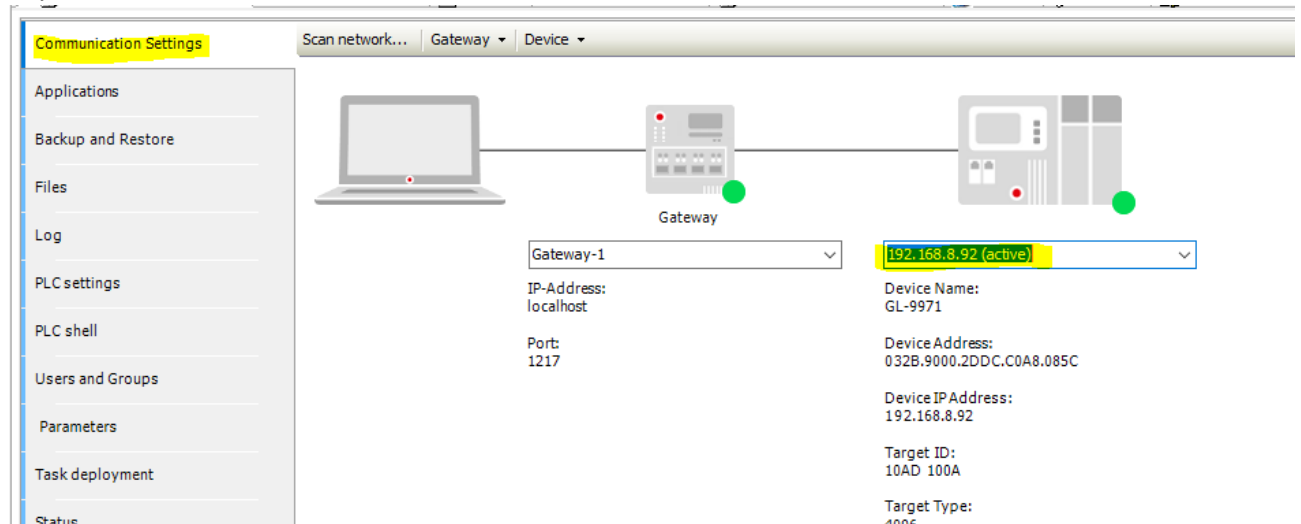 Communication Settings
Scan network...
Gateway
Device
Applications
Backup and Restore
Files
Log
PLC settings
PLC shell
Users and Groups
Parameters
Task deployment
Status
Gateway
Gateway-1
IP-Address:
localhost
Port:
1217
192.168.8.92 (active)
Device Name:
GL-9971
Device Address:
032B.9000.2DDC.C0A8.085C
Device IP Address:
192.168.8.92
Target ID:
10AD 100A
Target Type:
4096